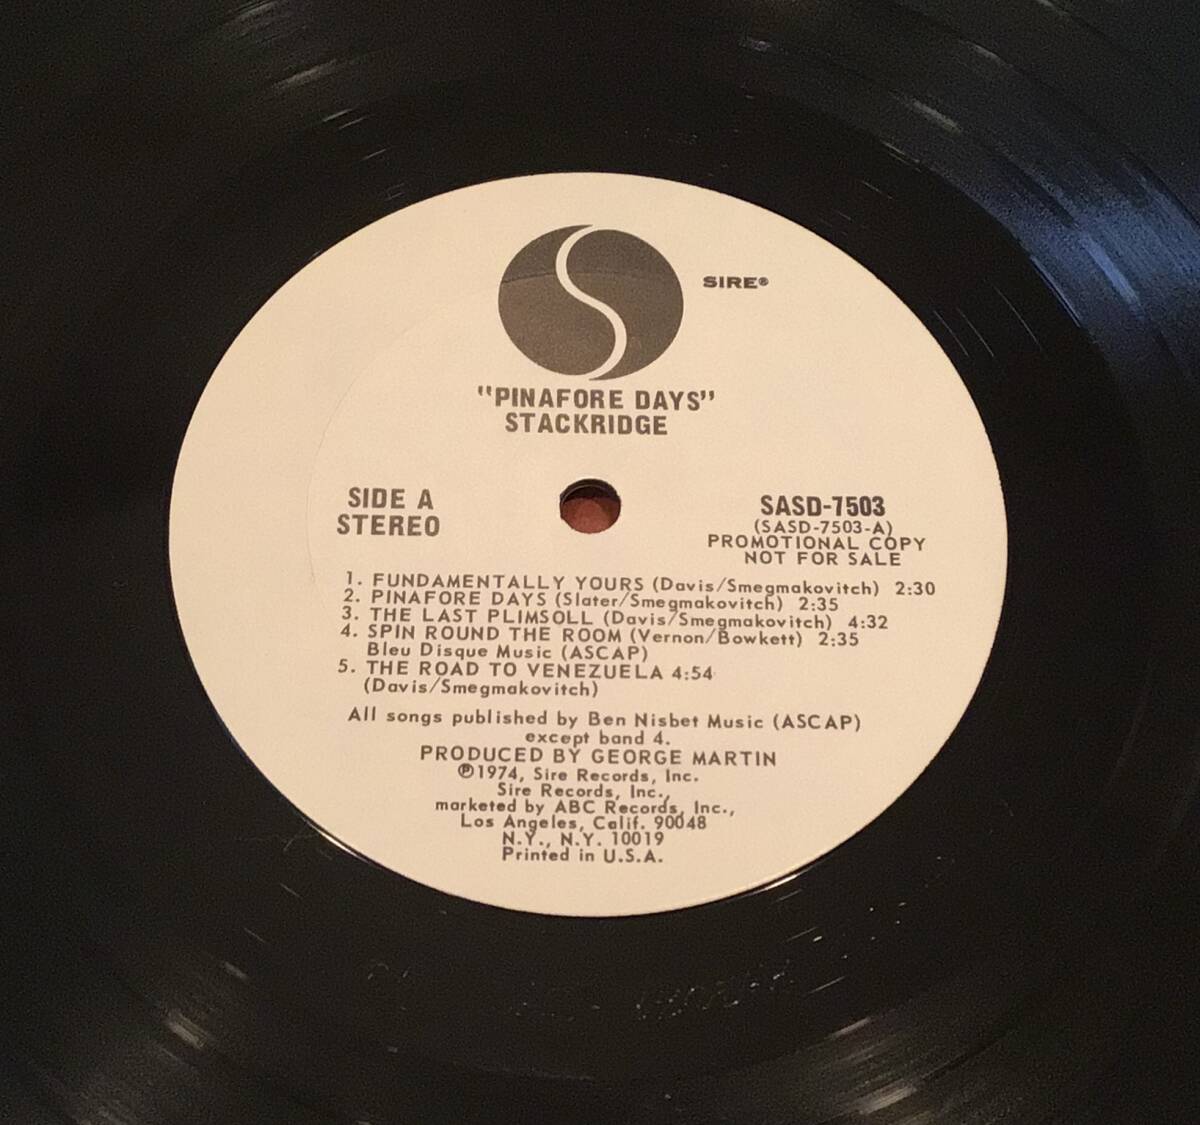 SIRE®
"PINAFORE DAYS"
STACKRIDGE
SIDE A
STEREO
SASD-7503
(SASD-7503-A)
PROMOTIONAL COPY
NOT FOR SALE
1. FUNDAMENTALLY YOURS (Davis/Smegmakovitch) 2:30
2. PINAFORE DAYS (Slater/Smegmakovitch) 2:35
3. THE LAST PLIMSOLL (Davis/Smegmakovitch) 4:32
4. SPIN ROUND THE ROOM (Vernon/Bowkett) 2:35
Bleu Disque Music (ASCAP)
5. THE ROAD TO VENEZUELA 4:54
(Davis/Smegmakovitch)
All songs published by Ben Nisbet Music (ASCAP)
except band 4.
PRODUCED BY GEORGE MARTIN
℗1974, Sire Records, Inc.
Sire Records, Inc.,
marketed by ABC Records, Inc.,
Los Angeles, Calif. 90048
N.Y., N.Y. 10019
Printed in U.S.A.